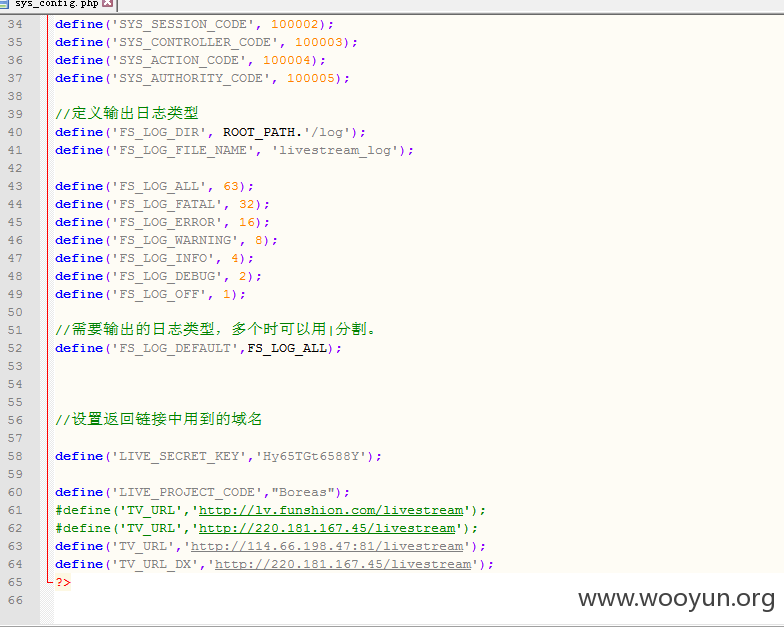 sys_config.php
34 define('SYS_SESSION_CODE', 100002);
35 define('SYS_CONTROLLER_CODE', 100003);
36 define('SYS_ACTION_CODE', 100004);
37 define('SYS_AUTHORITY_CODE', 100005);
38
39 //定义输出日志类型
40 define('FS_LOG_DIR', ROOT_PATH.'/log');
41 define('FS_LOG_FILE_NAME', 'livestream_log');
42
43 define('FS_LOG_ALL', 63);
44 define('FS_LOG_FATAL', 32);
45 define('FS_LOG_ERROR', 16);
46 define('FS_LOG_WARNING', 8);
47 define('FS_LOG_INFO', 4);
48 define('FS_LOG_DEBUG', 2);
49 define('FS_LOG_OFF', 1);
50
51 //需要输出的日志类型，多个时可以用|分割。
52 define('FS_LOG_DEFAULT',FS_LOG_ALL);
53
54
55
56 //设置返回链接中用到的域名
57
58 define('LIVE_SECRET_KEY','Hy65TGt6588Y');
59
60 define('LIVE_PROJECT_CODE',"Boreas");
61 #define('TV_URL','http://lv.funshion.com/livestream');
62 #define('TV_URL','http://220.181.167.45/livestream');
63 define('TV_URL','http://114.66.198.47:81/livestream');
64 define('TV_URL_DX','http://220.181.167.45/livestream');
65 ?>
66
www.wooyun.org